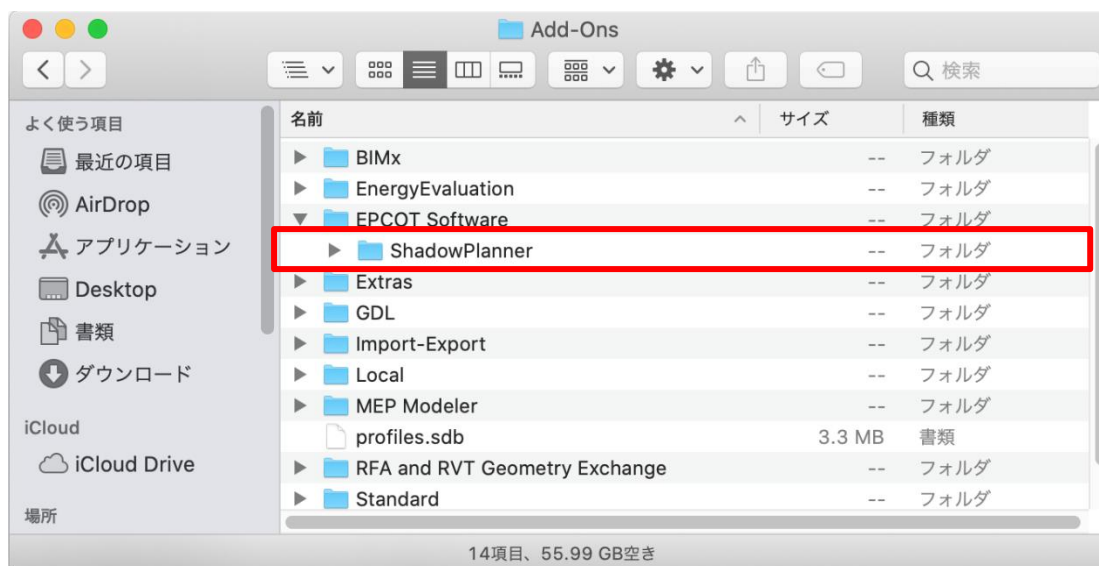 Add-Ons
検索
よく使う項目
最近の項目
AirDrop
アプリケーション
Desktop
書類
ダウンロード
iCloud
iCloud Drive
場所
名前 サイズ 種類
BIMx -- フォルダ
EnergyEvaluation -- フォルダ
EPCOT Software -- フォルダ
ShadowPlanner -- フォルダ
Extras -- フォルダ
GDL -- フォルダ
Import-Export -- フォルダ
Local -- フォルダ
MEP Modeler -- フォルダ
profiles.sdb 3.3 MB 書類
RFA and RVT Geometry Exchange -- フォルダ
Standard -- フォルダ
14項目、55.99 GB空き